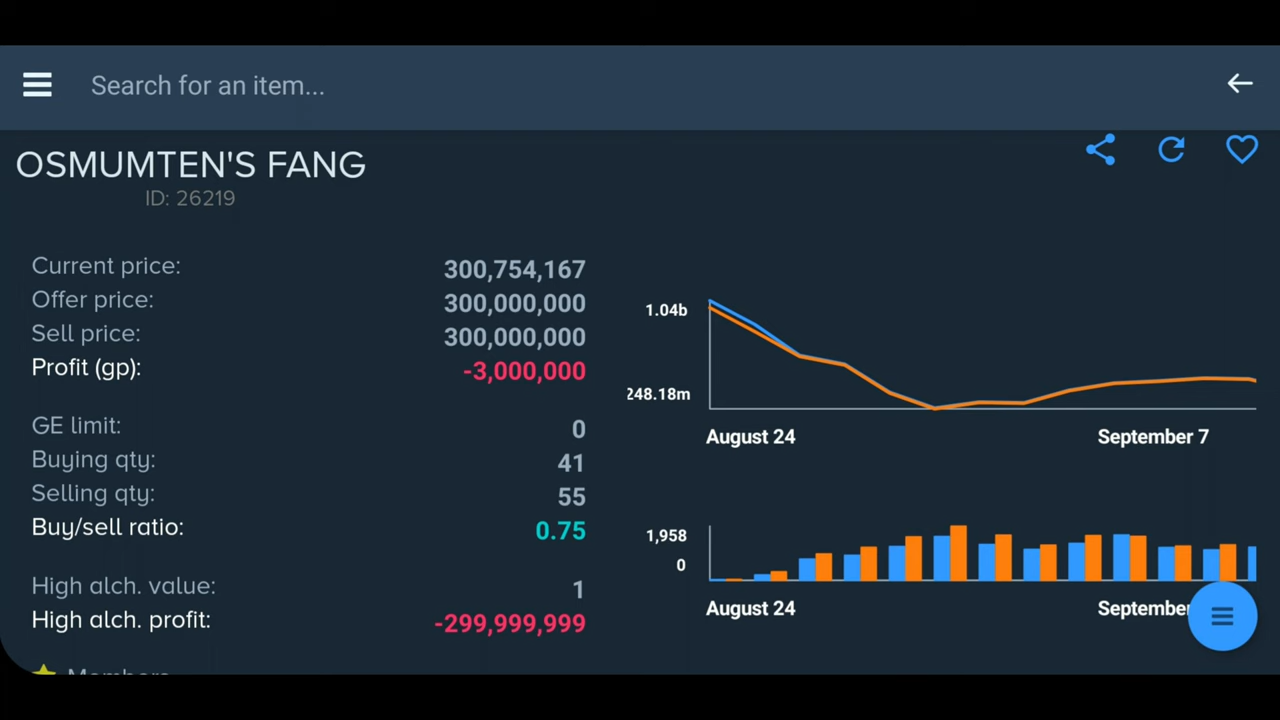 Search for an item...
OSMUMTEN'S FANG
ID: 26219
Current price: 300,754,167
Offer price: 300,000,000
Sell price: 300,000,000
Profit (gp): -3,000,000
GE limit: 0
Buying qty: 41
Selling qty: 55
Buy/sell ratio: 0.75
High alch. value: 1
High alch. profit: -299,999,999
Members
1.04b
248.18m
August 24 September 7
1,958
0
August 24 September